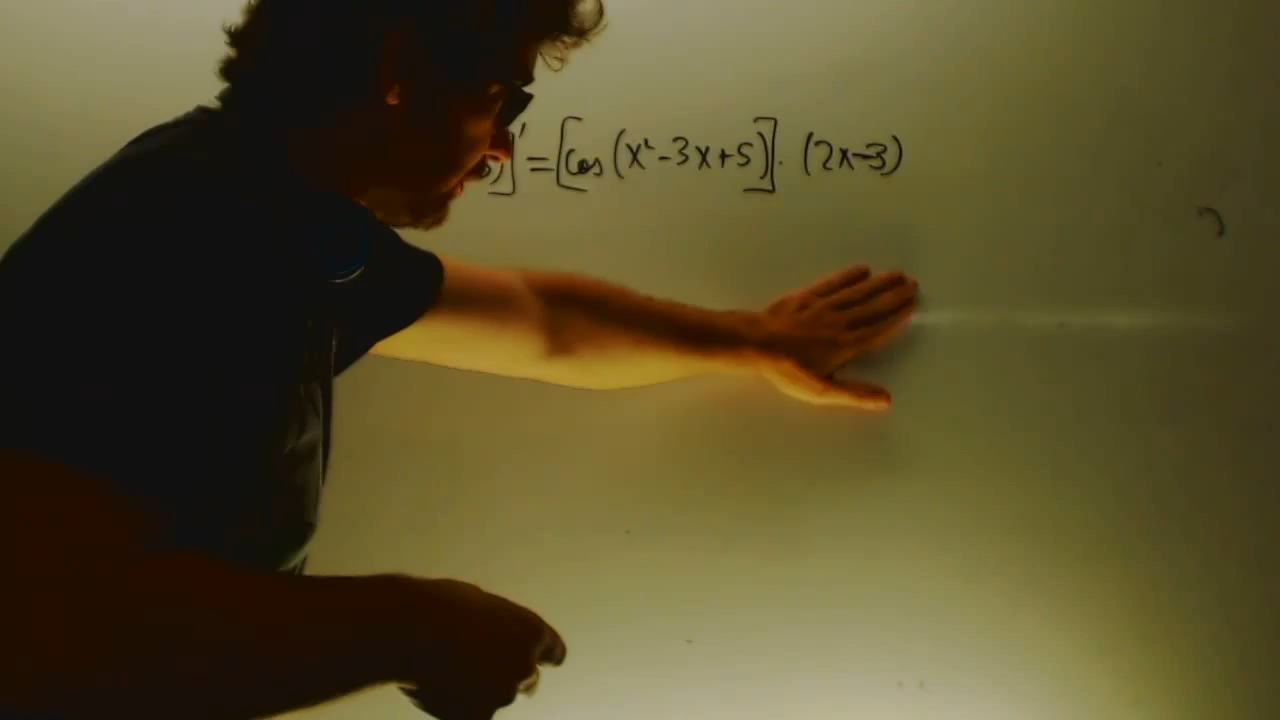 )]' = [cos (x² - 3x + 5)] · (2x - 3)